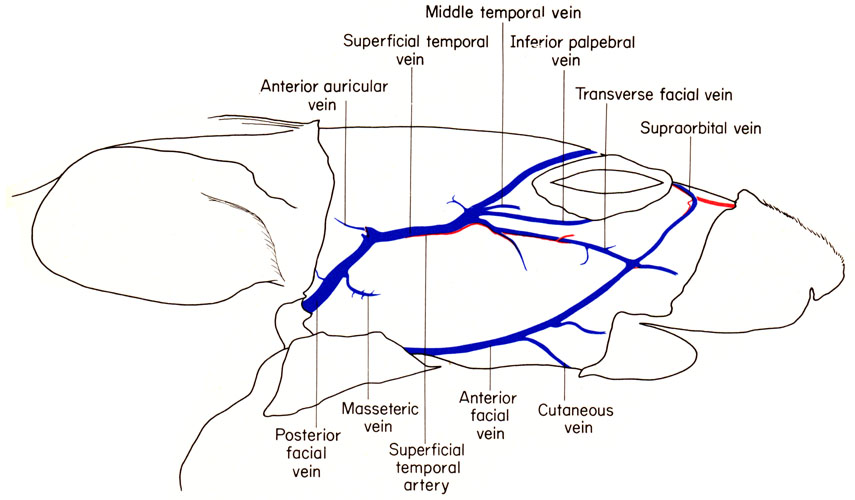 Middle temporal vein
Superficial temporal
vein
Inferior palpebral
vein
Anterior auricular
vein
Transverse facial vein
Supraorbital vein
Posterior
facial
vein
Masseteric
vein
Superficial
temporal
artery
Anterior
facial
vein
Cutaneous
vein